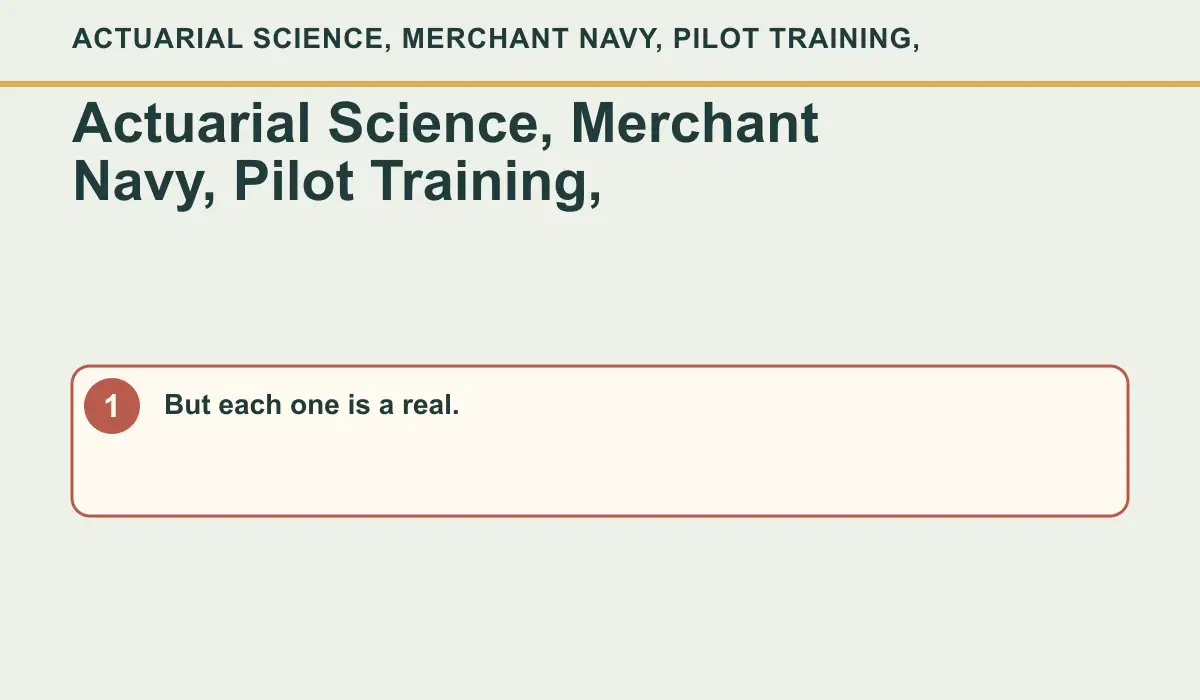 ACTUARIAL SCIENCE, MERCHANT NAVY, PILOT TRAINING,
Actuarial Science, Merchant
Navy, Pilot Training,
1 But each one is a real.